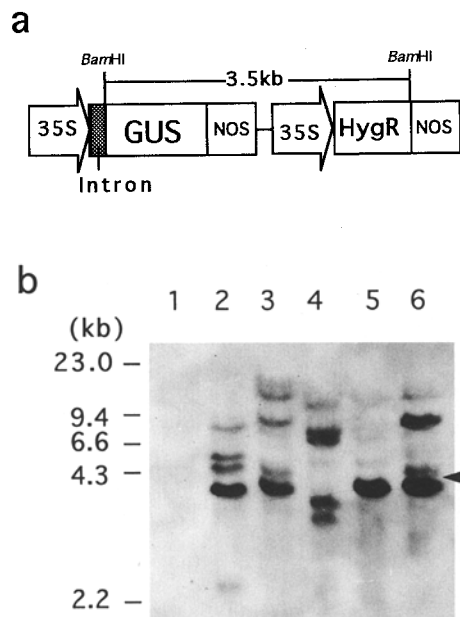 a
BamHI BamHI
3.5kb
35S GUS NOS 35S HygR NOS
Intron
b
1 2 3 4 5 6
(kb)
23.0
9.4
6.6
4.3
2.2